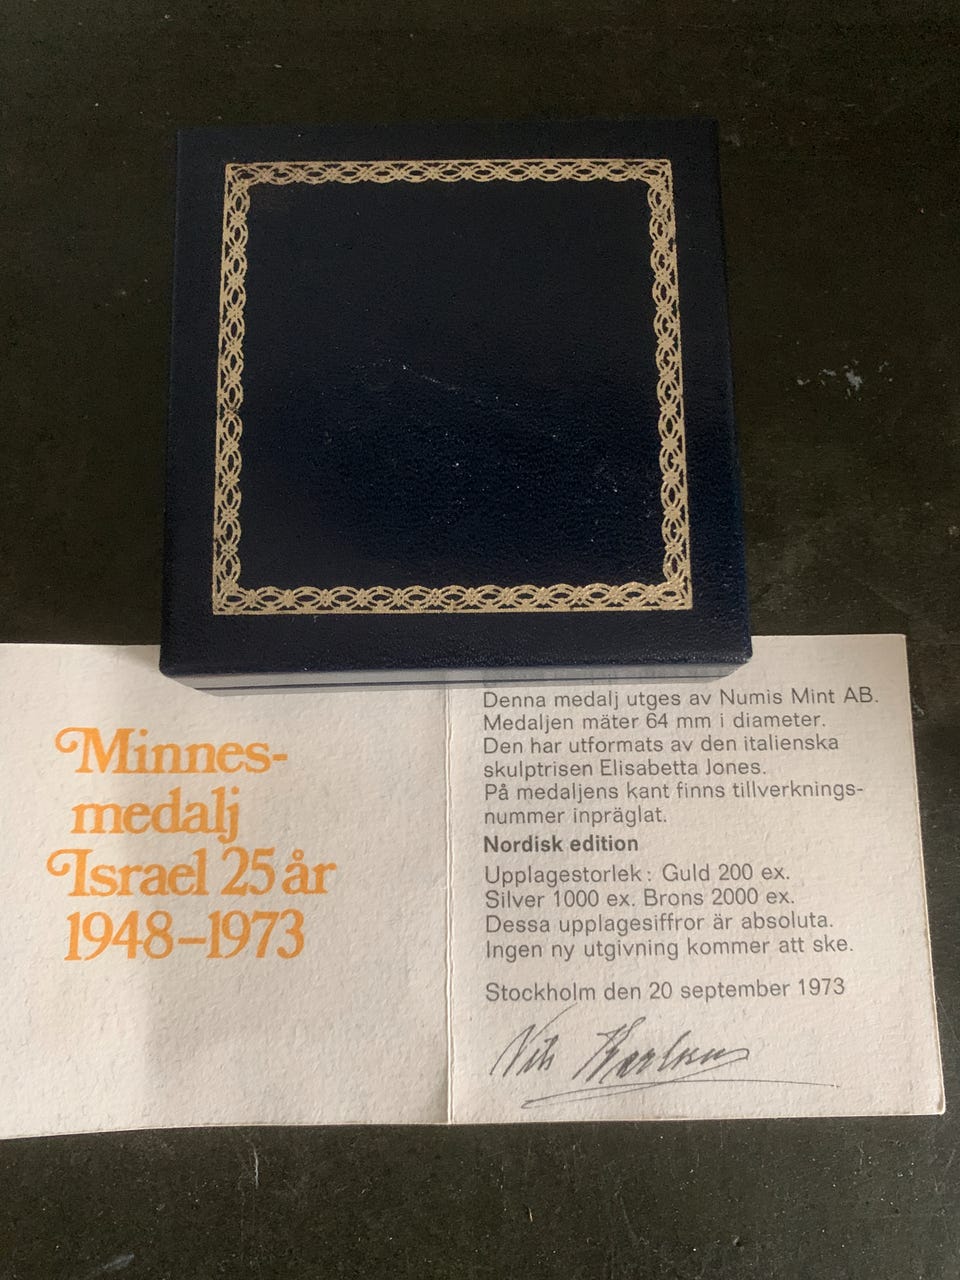 Minnes-
medalj
Israel 25 år
1948–1973
Denna medalj utges av Numis Mint AB.
Medaljen mäter 64 mm i diameter.
Den har utformats av den italienska
skulptrisen Elisabetta Jones.
På medaljens kant finns tillverknings-
nummer inpräglat.
Nordisk edition
Upplagestorlek: Guld 200 ex.
Silver 1000 ex. Brons 2000 ex.
Dessa upplagesiffror är absoluta.
Ingen ny utgivning kommer att ske.
Stockholm den 20 september 1973